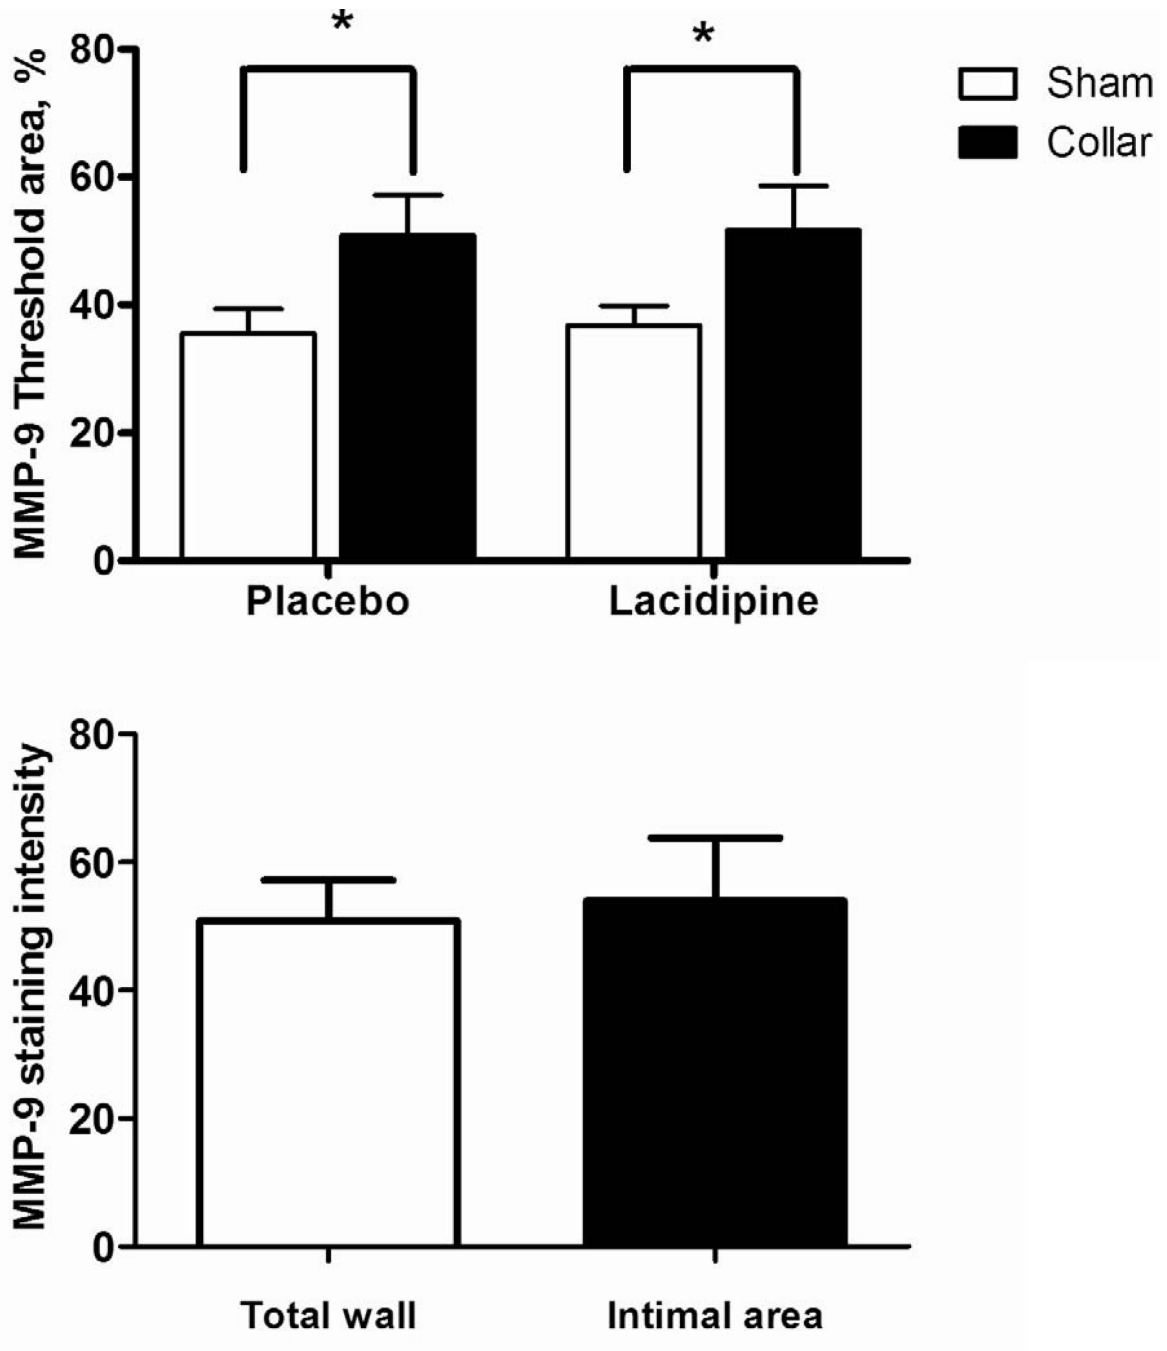 *
*
MMP-9 Threshold area, %
80
60
40
20
0
Placebo
Lacidipine
Sham
Collar
MMP-9 staining intensity
80
60
40
20
0
Total wall
Intimal area